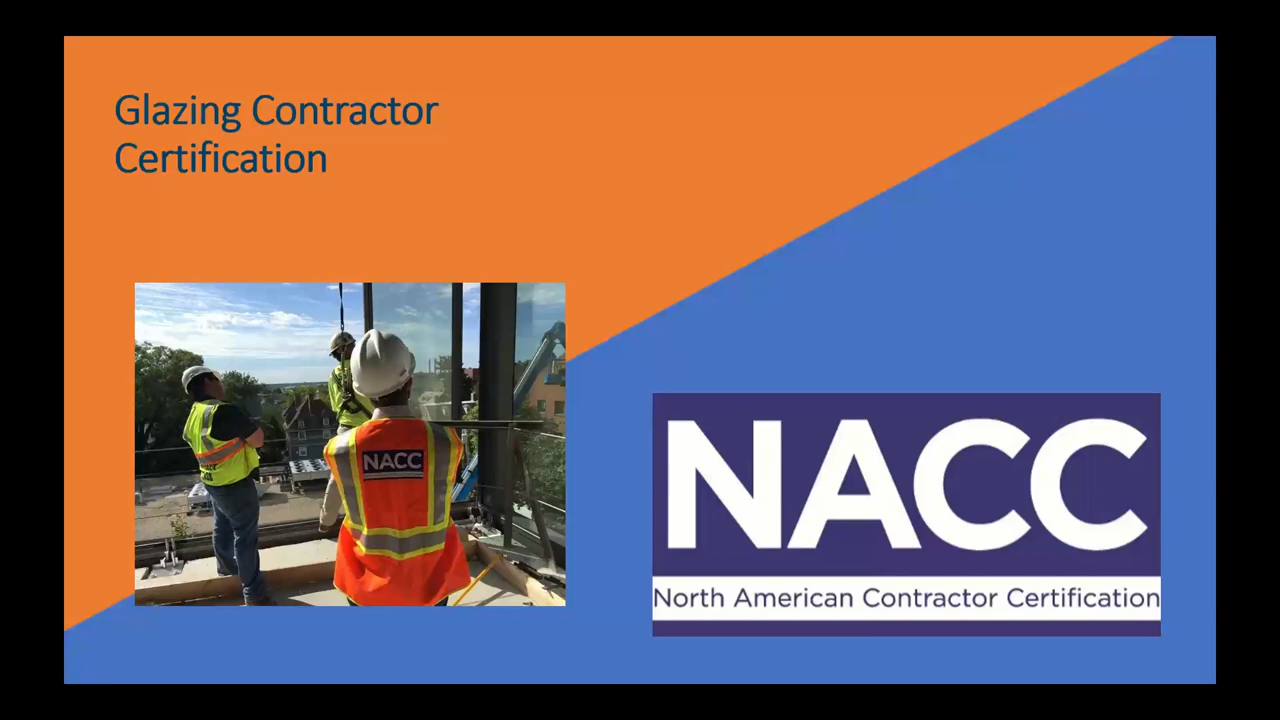 Glazing Contractor
Certification
NACC
NACC
North American Contractor Certification